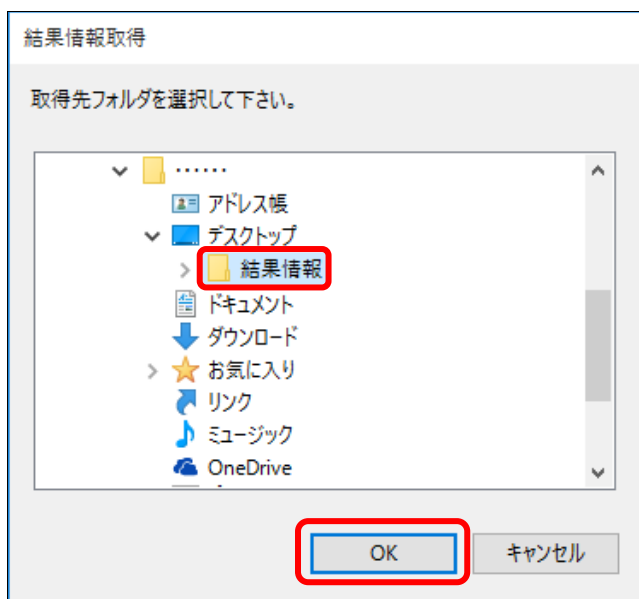 結果情報取得
取得先フォルダを選択して下さい。
……
アドレス帳
デスクトップ
結果情報
ドキュメント
ダウンロード
お気に入り
リンク
ミュージック
OneDrive
OK キャンセル